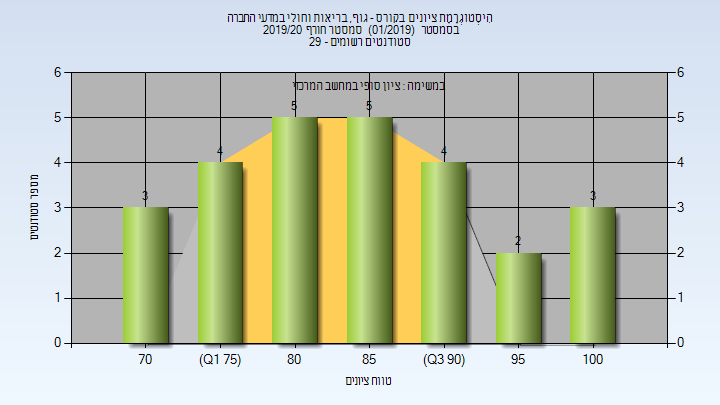 היסטוגרמת ציונים בקורס - גוף, בריאות וחולי במדעי החברה
בסמסטר (01/2019) סמסטר חורף 2019/20
סטודנטים רשומים - 29
במשימה : ציון סופי במחשב המרכזי
6 6
5 5
4 4
3 3
2 2
1 1
0 0
3 4 5 5 4 2 3
מספר סטודנטים
70 (Q1 75) 80 85 (Q3 90) 95 100
טווח ציונים